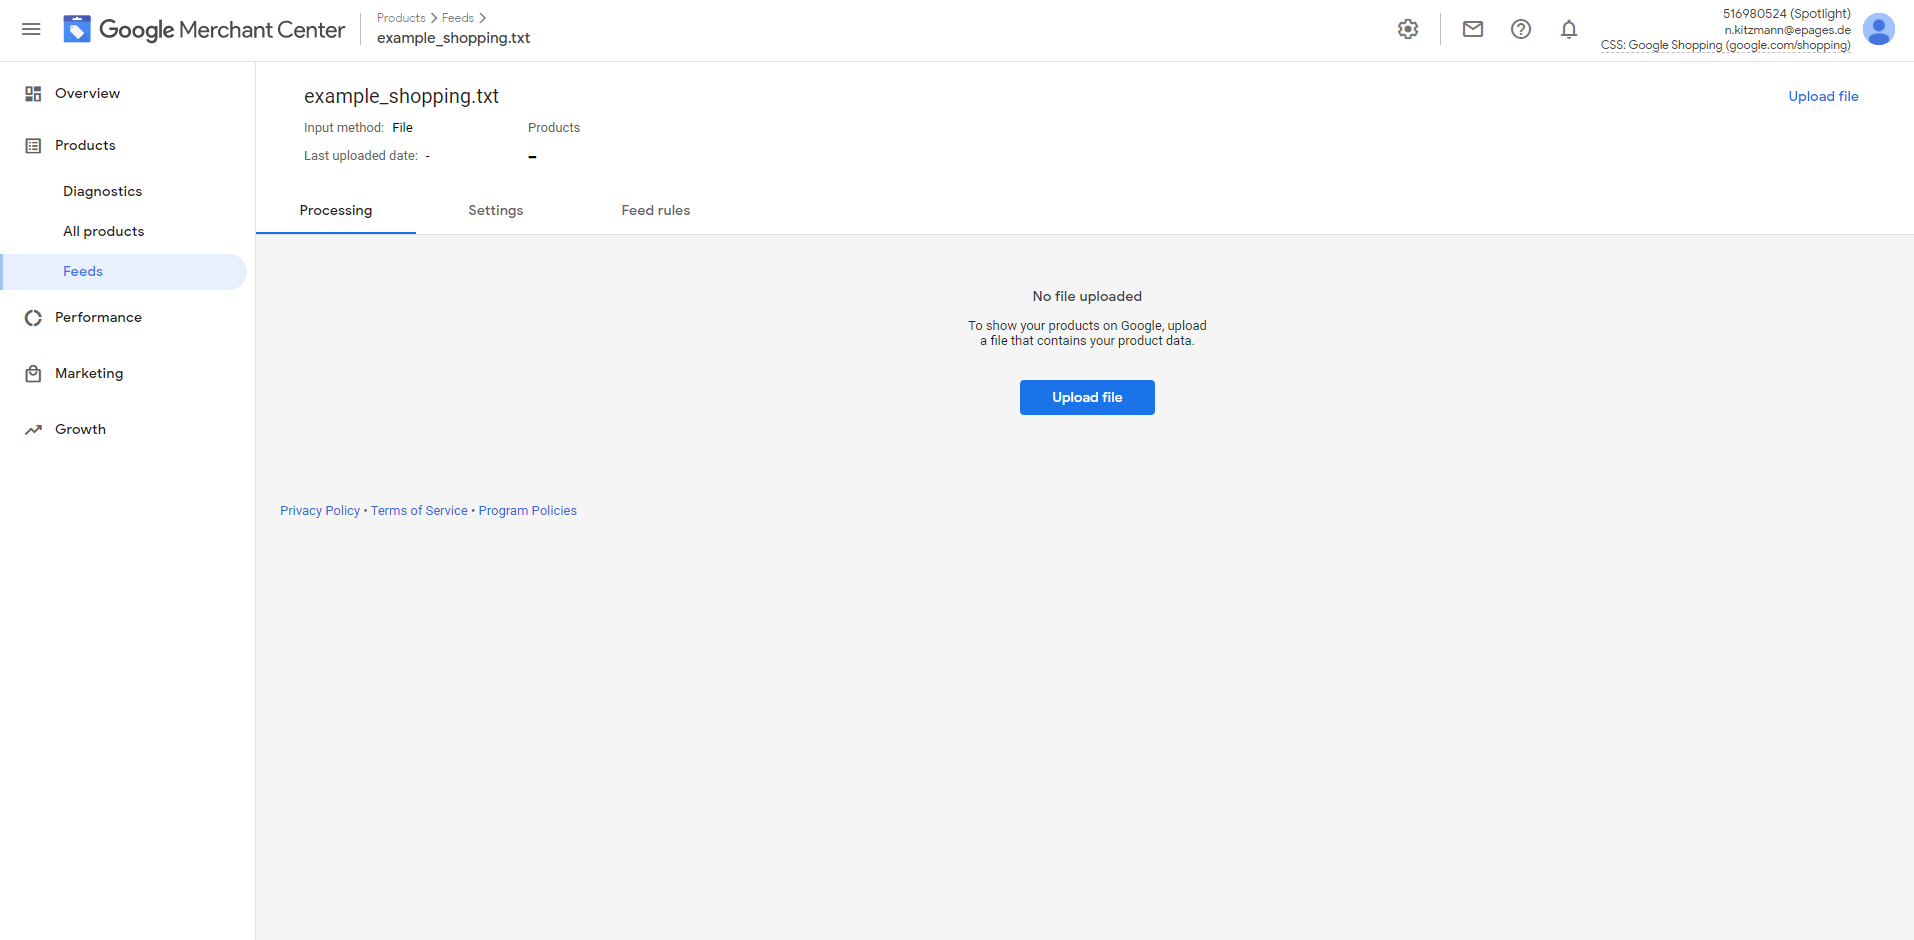 Google Merchant Center
Products
Feeds
example_shopping.txt
516980524 (Spotlight)
n.kitzmann@epages.de
CSS: Google Shopping (google.com/shopping)
Overview
Products
Diagnostics
All products
Feeds
Performance
Marketing
Growth
example_shopping.txt
Upload file
Input method: File
Products
Last uploaded date: -
–
Processing
Settings
Feed rules
No file uploaded
To show your products on Google, upload
a file that contains your product data.
Upload file
Privacy Policy • Terms of Service • Program Policies